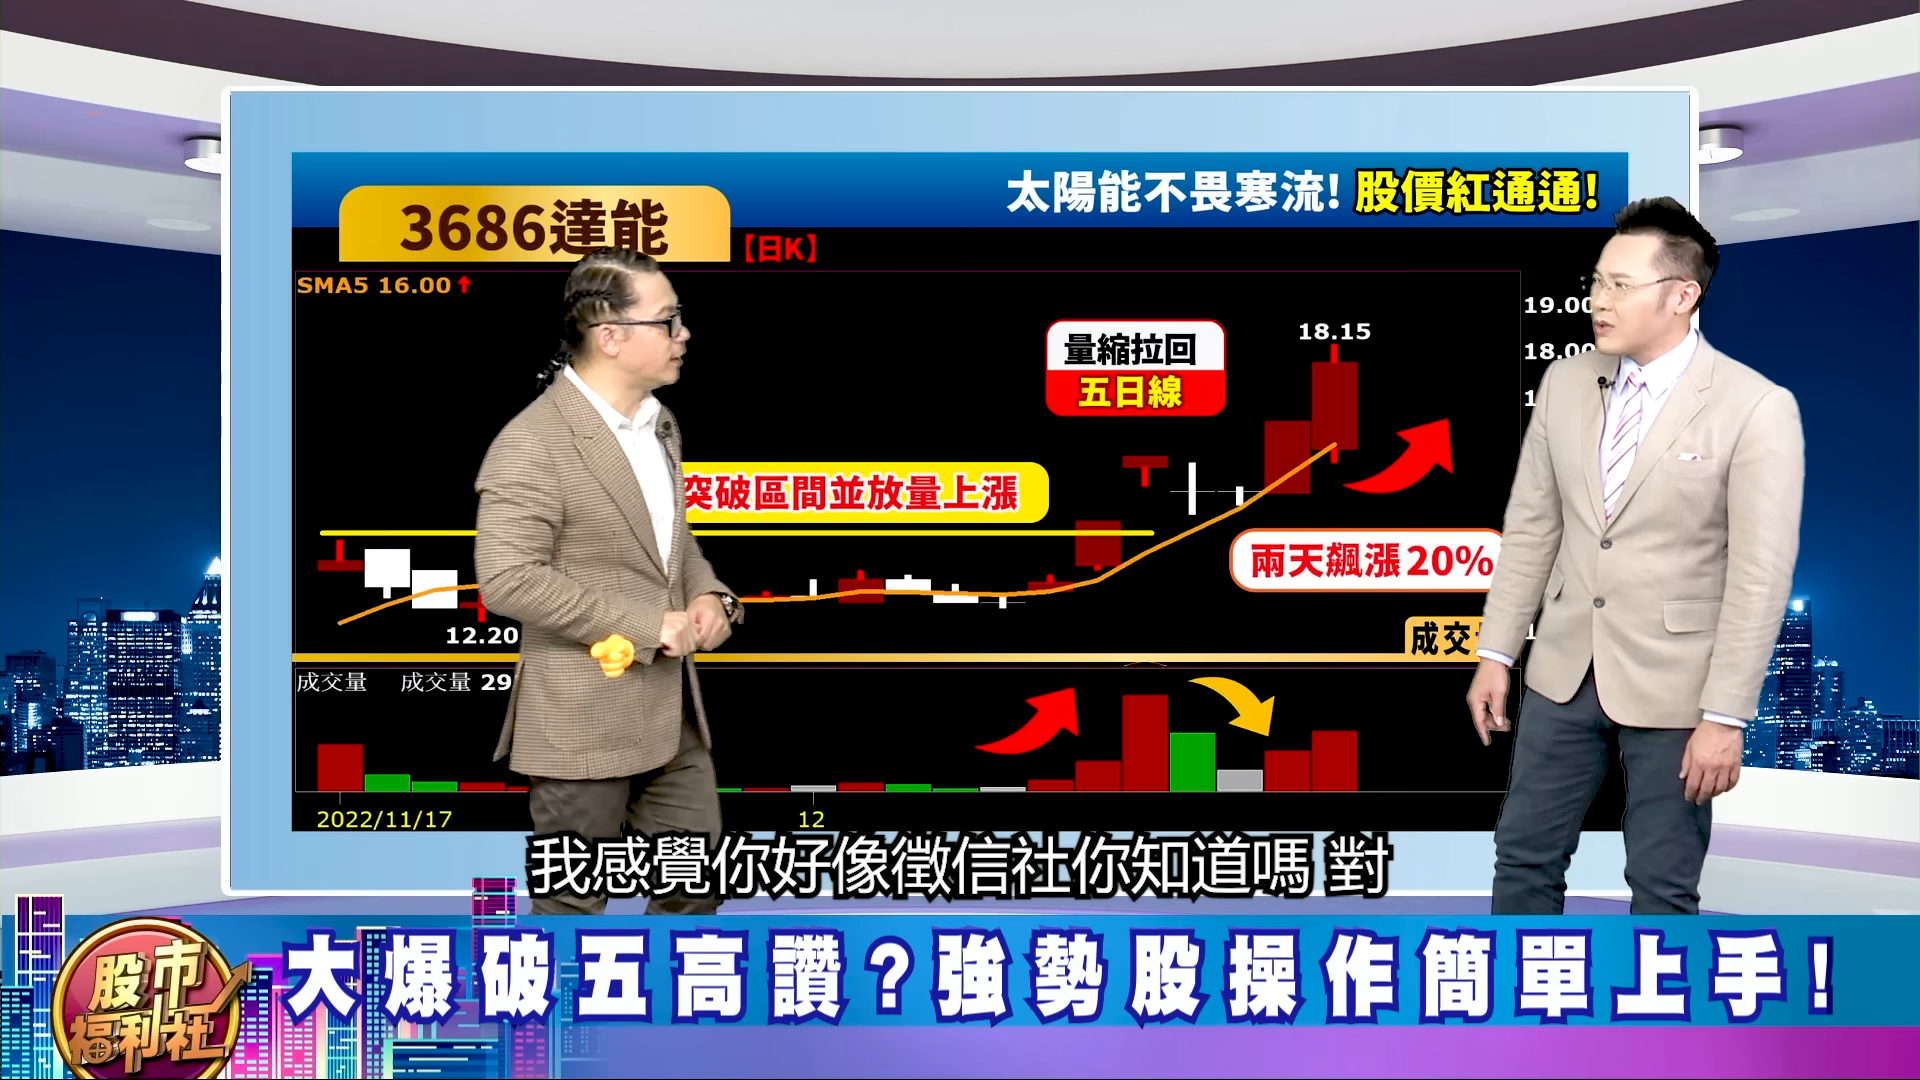 太陽能不畏寒流! 股價紅通通!
3686達能
【日K】
SMA5 16.00
19.00
18.15
18.00
量縮拉回
五日線
突破區間並放量上漲
兩天飆漲20%
12.20
成交
成交量 成交量 29
2022/11/17
12
我感覺你好像徵信社你知道嗎 對
大爆破五高讚?強勢股操作簡單上手!
股市
福利社